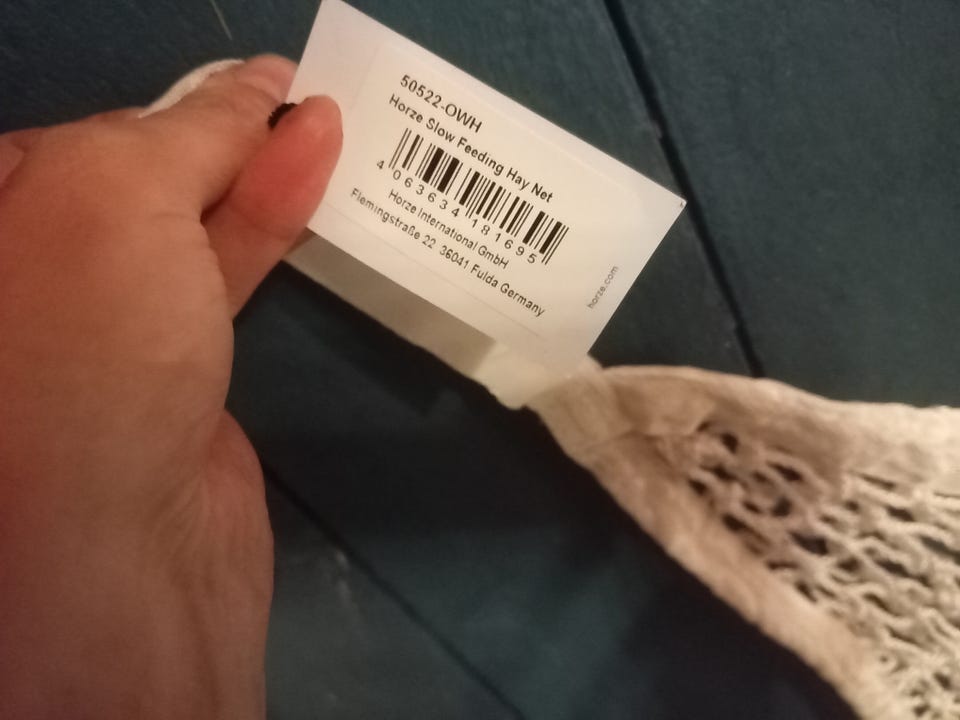 50522-OWH
Horze Slow Feeding Hay Net
4 063634 181695
Horze International GmbH
Flemingstraße 22 36041 Fulda Germany
horze.com